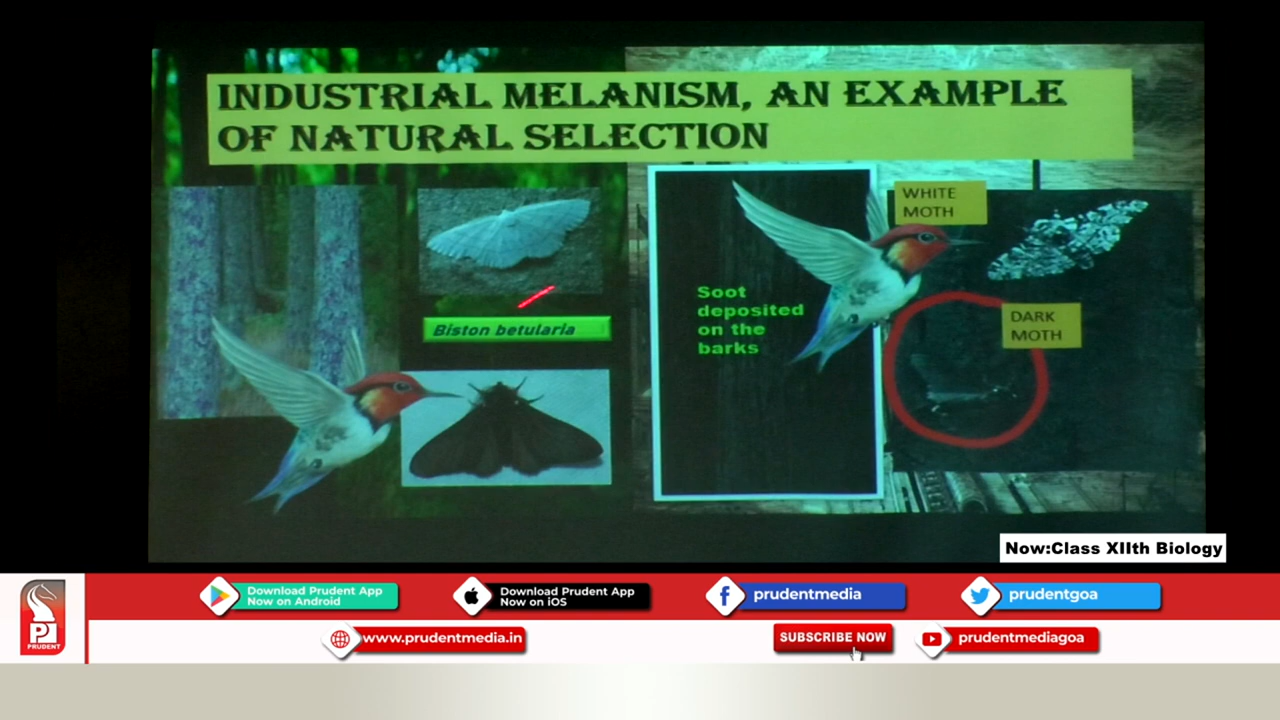 INDUSTRIAL MELANISM, AN EXAMPLE
OF NATURAL SELECTION
Biston betularia
Soot
deposited
on the
barks
WHITE
MOTH
DARK
MOTH
Now:Class XIIth Biology
Download Prudent App
Now on Android
Download Prudent App
Now on iOS
prudentmedia
prudentgoa
www.prudentmedia.in
SUBSCRIBE NOW
prudentmediagoa
PRUDENT